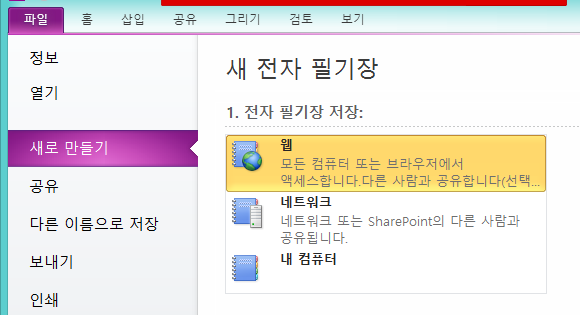 파일 홈 삽입 공유 그리기 검토 보기
정보
열기
새로 만들기
공유
다른 이름으로 저장
보내기
인쇄
새 전자 필기장
1. 전자 필기장 저장:
웹
모든 컴퓨터 또는 브라우저에서
액세스합니다.다른 사람과 공유합니다(선택...
네트워크
네트워크 또는 SharePoint의 다른 사람과
공유됩니다.
내 컴퓨터